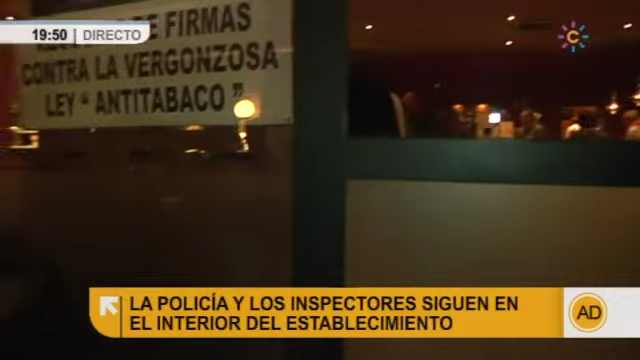 19:50 DIRECTO
DE FIRMAS
CONTRA LA VERGONZOSA
LEY “ ANTITABACO ”
C
LA POLICÍA Y LOS INSPECTORES SIGUEN EN
EL INTERIOR DEL ESTABLECIMIENTO
AD